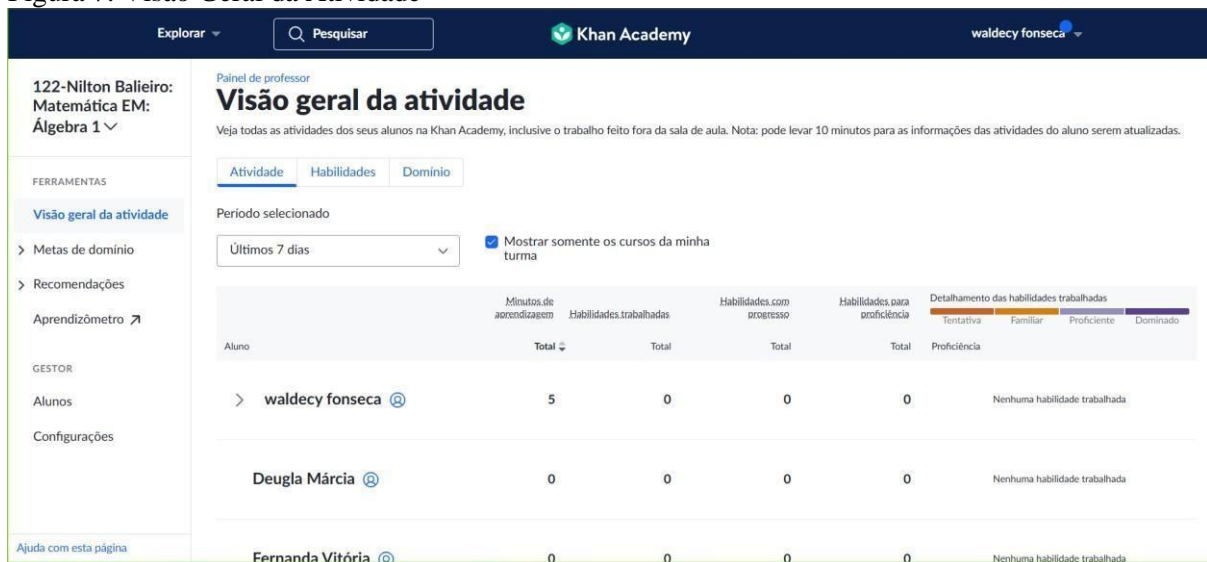 Figura 7: Visão Geral da Atividade
Explorar
Pesquisar
Khan Academy
waldecy fonseca
122-Nilton Balieiro:
Matemática EM:
Álgebra 1
Painel de professor
Visão geral da atividade
Veja todas as atividades dos seus alunos na Khan Academy, inclusive o trabalho feito fora da sala de aula. Nota: pode levar 10 minutos para as informações das atividades do aluno serem atualizadas.
FERRAMENTAS
Visão geral da atividade
Metas de domínio
Recomendações
Aprendizômetro
GESTOR
Alunos
Configurações
Ajuda com esta página
Atividade Habilidades Domínio
Período selecionado
Últimos 7 dias
Mostrar somente os cursos da minha
turma
Minutos de
aprendizagem
Habilidades trabalhadas
Habilidades com
progresso
Habilidades para
proficiência
Detalhamento das habilidades trabalhadas
Tentativa Familiar Proficiente Dominado
Aluno Total Total Total Total Proficiência
waldecy fonseca 5 0 0 0 Nenhuma habilidade trabalhada
Deugla Márcia 0 0 0 0 Nenhuma habilidade trabalhada
Fernanda Vitória 0 0 0 0 Nenhuma habilidade trabalhada